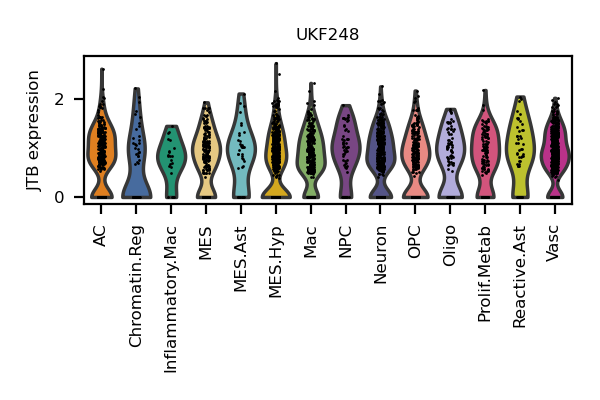 UKF248
JTB expression
2
0
AC
Chromatin.Reg
Inflammatory.Mac
MES
MES.Ast
MES.Hyp
Mac
NPC
Neuron
OPC
Oligo
Prolif.Metab
Reactive.Ast
Vasc